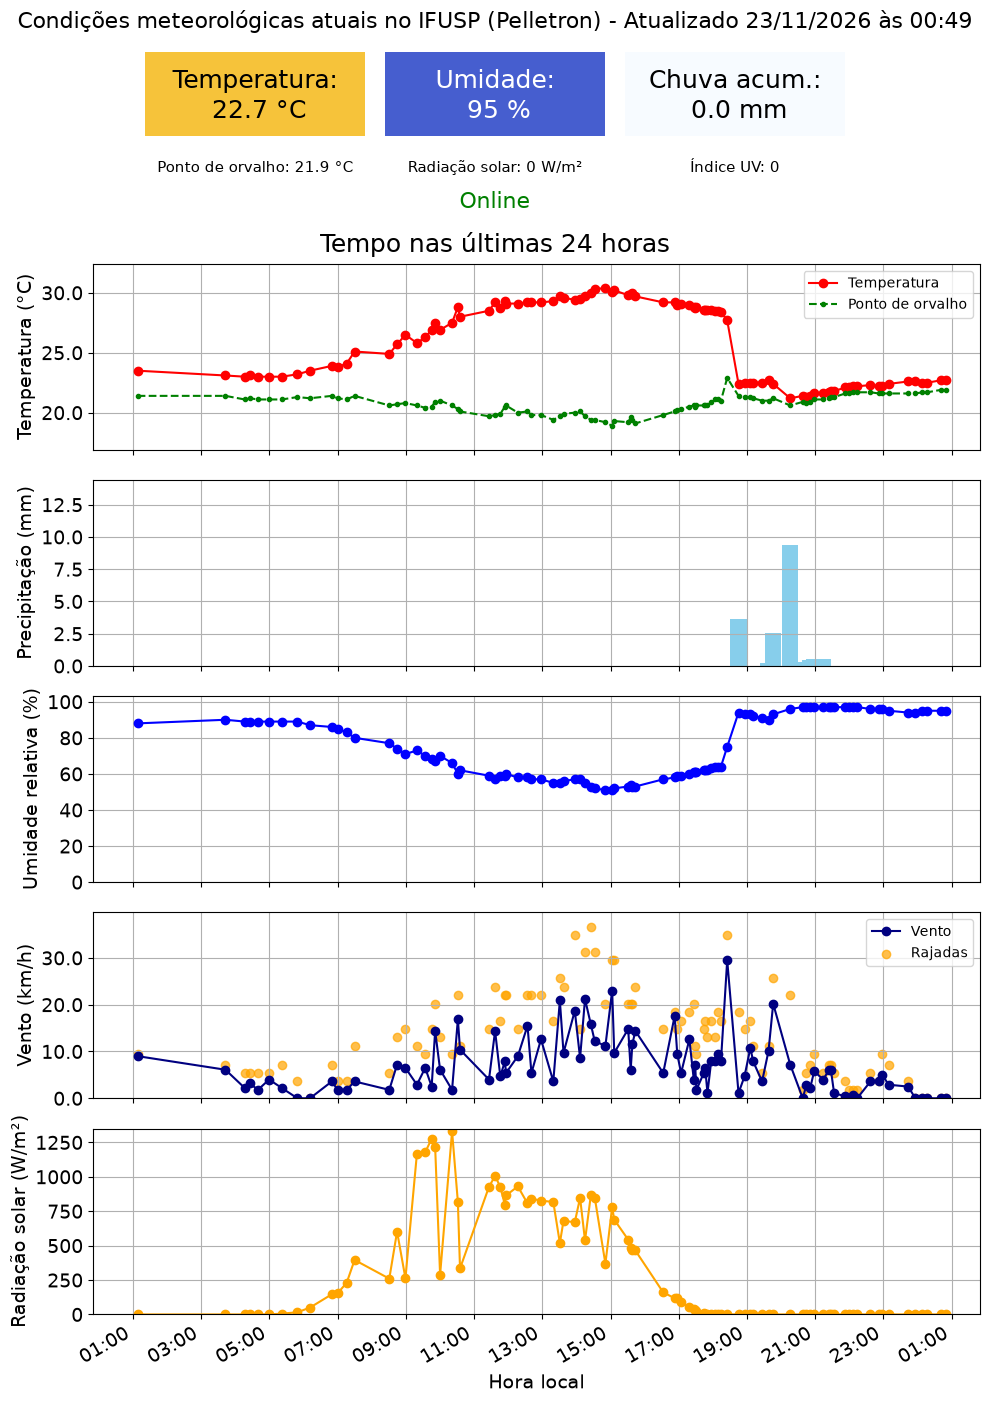 Condições meteorológicas atuais no IFUSP (Pelletron) - Atualizado 23/11/2026 às 00:49
Temperatura:
22.7 °C
Umidade:
95 %
Chuva acum.:
0.0 mm
Ponto de orvalho: 21.9 °C
Radiação solar: 0 W/m²
Índice UV: 0
Online
Tempo nas últimas 24 horas
Temperatura (°C)
30.0
25.0
20.0
Temperatura
Ponto de orvalho
Precipitação (mm)
12.5
10.0
7.5
5.0
2.5
0.0
Umidade relativa (%)
100
80
60
40
20
0
Vento (km/h)
30.0
20.0
10.0
0.0
Vento
Rajadas
Radiação solar (W/m²)
1250
1000
750
500
250
0
01:00
03:00
05:00
07:00
09:00
11:00
13:00
15:00
17:00
19:00
21:00
23:00
01:00
Hora local